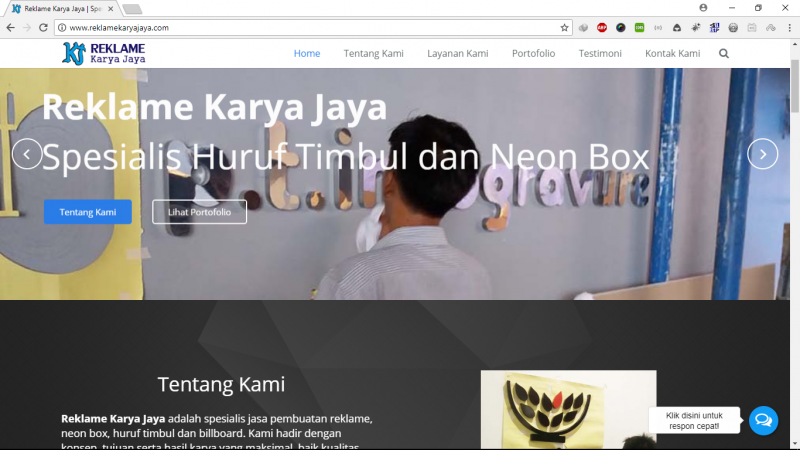 Reklame Karya Jaya | Spe
www.reklamekaryajaya.com
REKLAME
Karya Jaya
Home
Tentang Kami
Layanan Kami
Portofolio
Testimoni
Kontak Kami
Reklame Karya Jaya
Spesialis Huruf Timbul dan Neon Box
p.t.in
ogravure
Tentang Kami
Lihat Portofolio
Tentang Kami
Reklame Karya Jaya adalah spesialis jasa pembuatan reklame,
neon box, huruf timbul dan billboard. Kami hadir dengan
konsep, tujuan serta hasil karya yang maksimal, baik kualitas
Klik disini untuk
respon cepat!